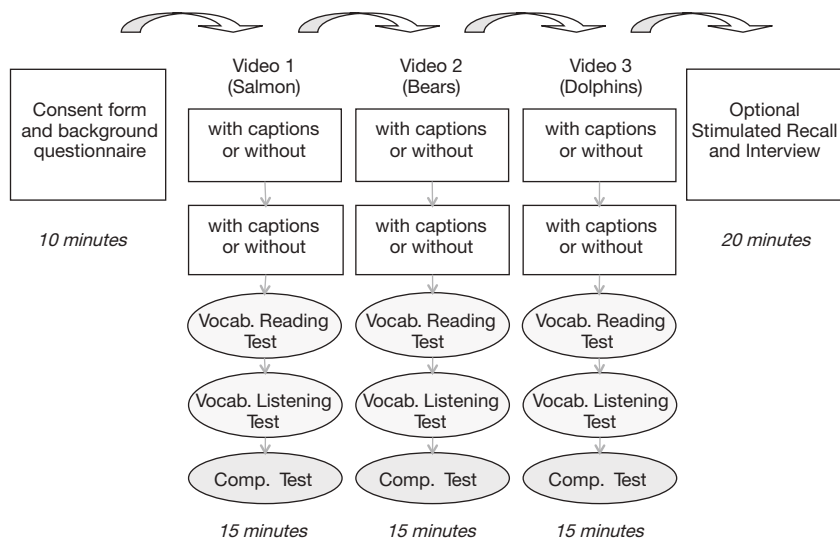 Consent form
and background
questionnaire
10 minutes
Video 1
(Salmon)
with captions
or without
with captions
or without
Vocab. Reading
Test
Vocab. Listening
Test
Comp. Test
15 minutes
Video 2
(Bears)
with captions
or without
with captions
or without
Vocab. Reading
Test
Vocab. Listening
Test
Comp. Test
15 minutes
Video 3
(Dolphins)
with captions
or without
with captions
or without
Vocab. Reading
Test
Vocab. Listening
Test
Comp. Test
15 minutes
Optional
Stimulated Recall
and Interview
20 minutes